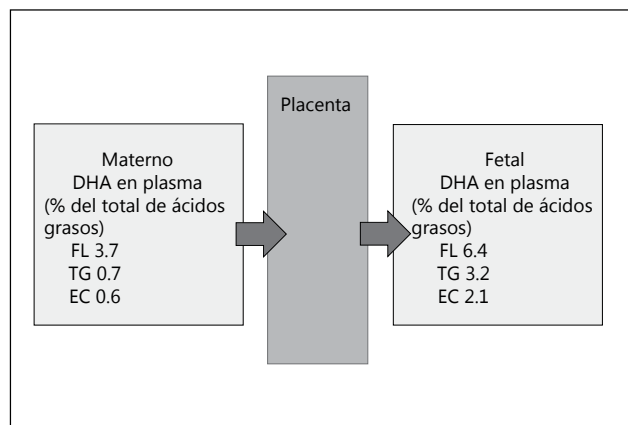 Placenta
Materno
DHA en plasma
(% del total de ácidos
grasos)
FL 3.7
TG 0.7
EC 0.6
Fetal
DHA en plasma
(% del total de ácidos
grasos)
FL 6.4
TG 3.2
EC 2.1